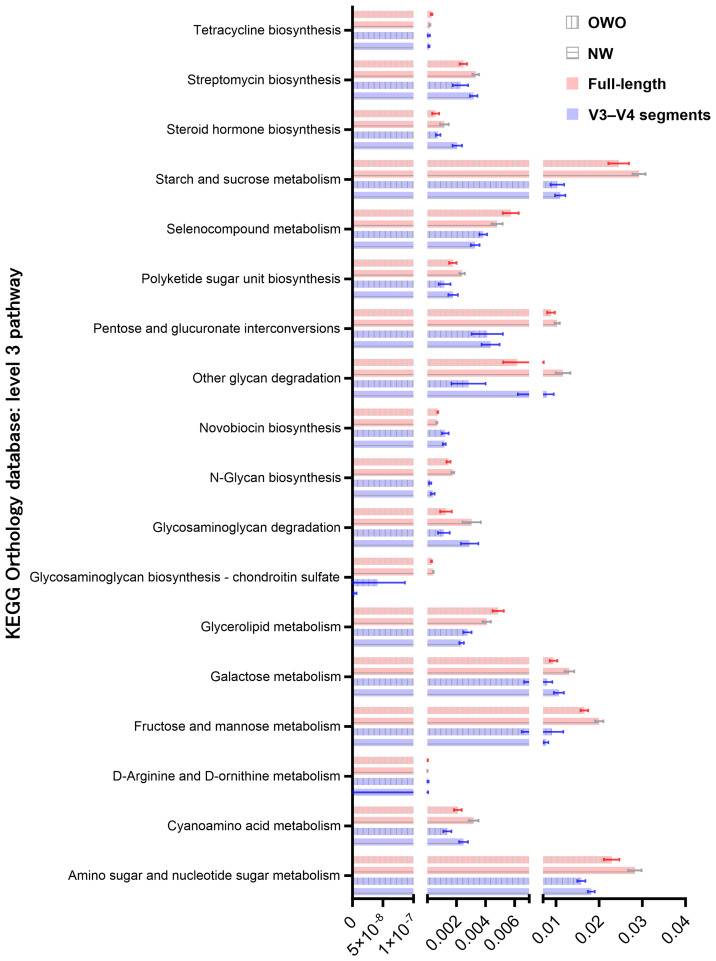 Tetracycline biosynthesis
Streptomycin biosynthesis
Steroid hormone biosynthesis
Starch and sucrose metabolism
Selenocompound metabolism
Polyketide sugar unit biosynthesis
Pentose and glucuronate interconversions
Other glycan degradation
Novobiocin biosynthesis
N-Glycan biosynthesis
Glycosaminoglycan degradation
Glycosaminoglycan biosynthesis - chondroitin sulfate
Glycerolipid metabolism
Galactose metabolism
Fructose and mannose metabolism
D-Arginine and D-ornithine metabolism
Cyanoamino acid metabolism
Amino sugar and nucleotide sugar metabolism
KEGG Orthology database: level 3 pathway
OWO
NW
Full-length
V3–V4 segments
0
5×10⁻⁸
1×10⁻⁷
0.002
0.004
0.006
0.01
0.02
0.03
0.04